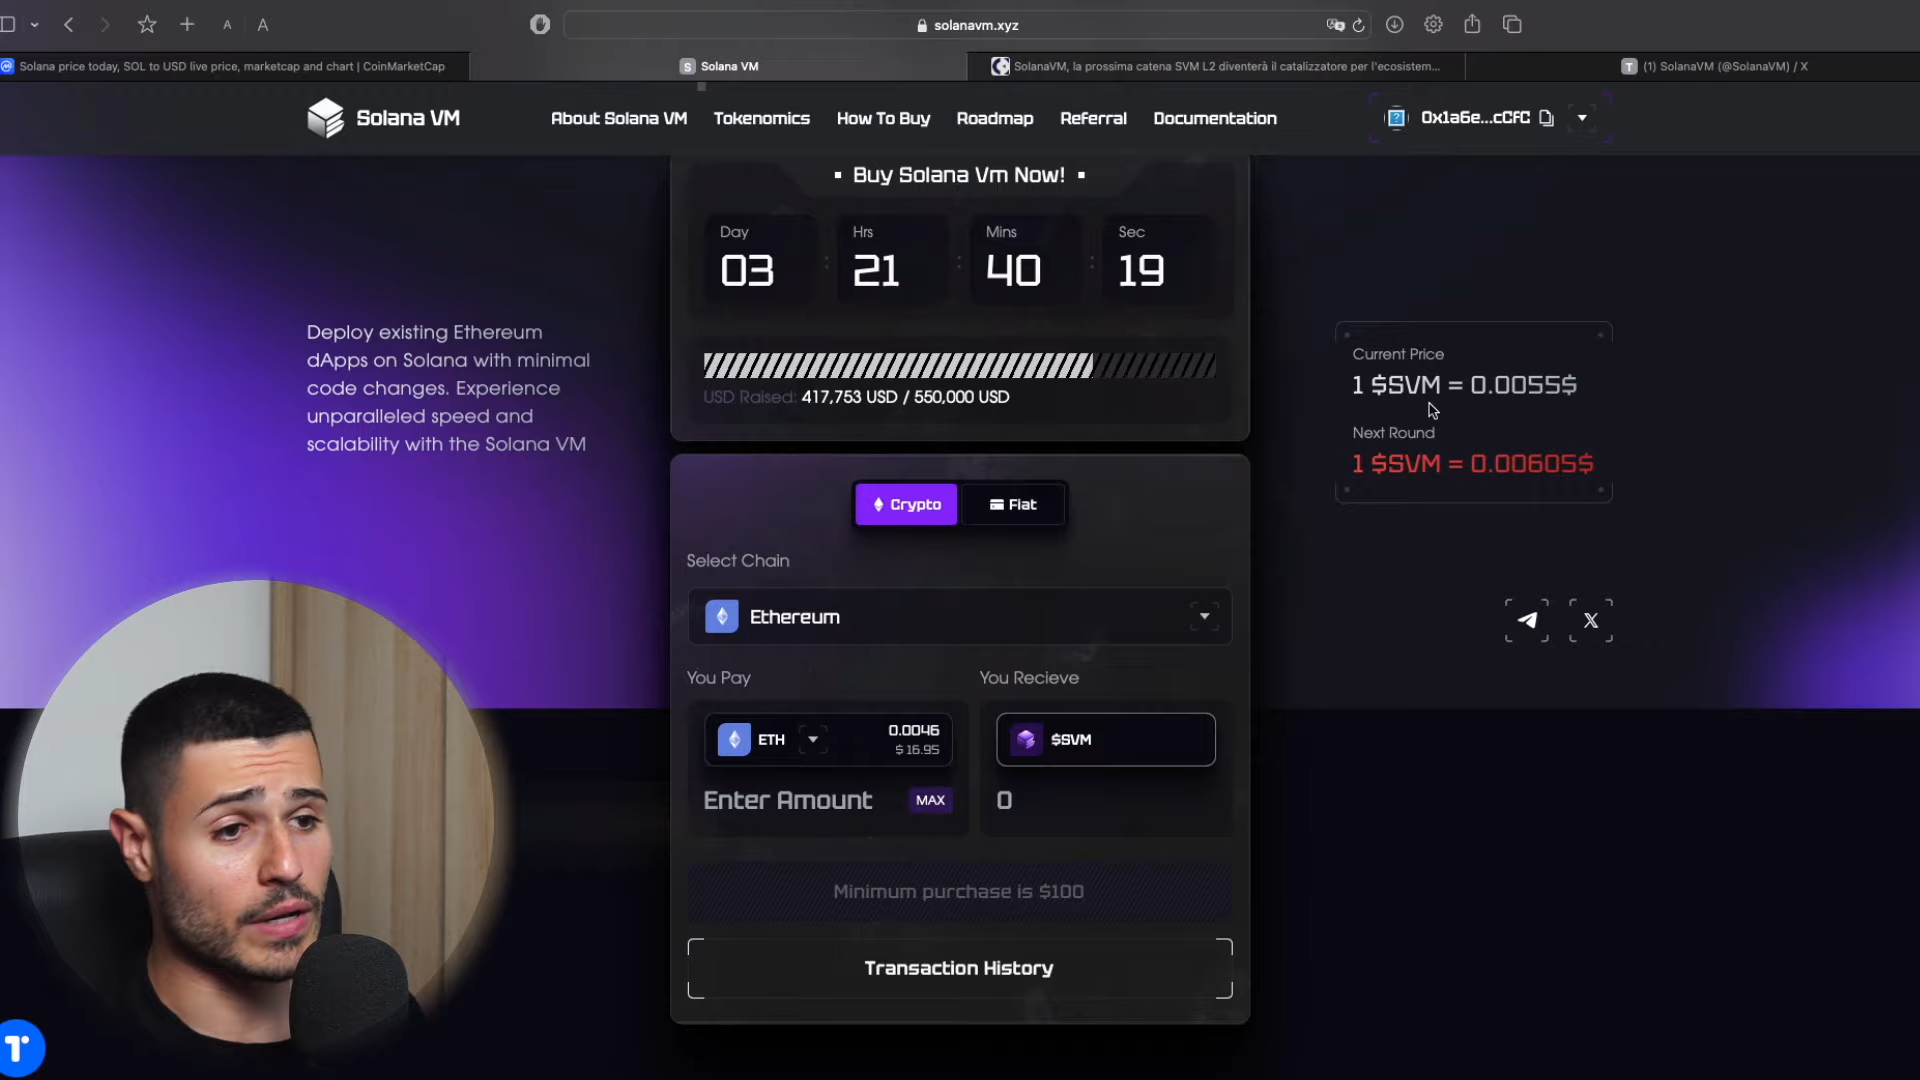 solanavm.xyz
Solana price today, SOL to USD live price, marketcap and chart | CoinMarketCap
S Solana VM
SolanaVM, la prossima catena SVM L2 diventerà il catalizzatore per l'ecosistem...
T (1) SolanaVM (@SolanaVM) / X
Solana VM
About Solana VM
Tokenomics
How To Buy
Roadmap
Referral
Documentation
0x1a6e...cCfC
Buy Solana Vm Now!
Day
Hrs
Mins
Sec
03 : 21 : 40 : 19
USD Raised: 417,753 USD / 550,000 USD
Deploy existing Ethereum
dApps on Solana with minimal
code changes. Experience
unparalleled speed and
scalability with the Solana VM
Current Price
1 $SVM = 0.0055$
Next Round
1 $SVM = 0.00605$
Crypto
Fiat
Select Chain
Ethereum
You Pay
You Recieve
ETH
0.0046
$ 16.95
$SVM
Enter Amount
MAX
0
Minimum purchase is $100
Transaction History